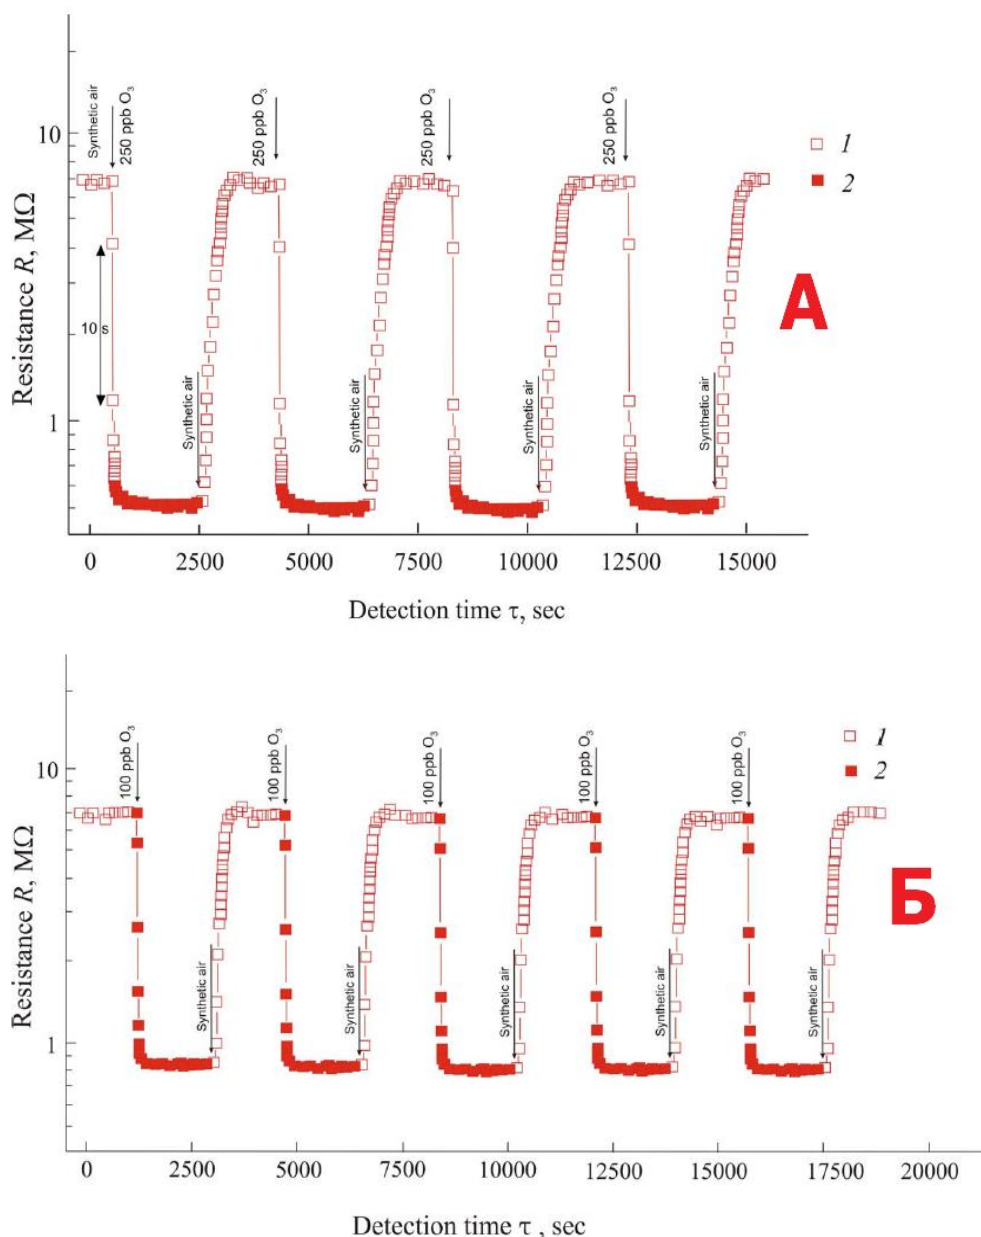 Synthetic air
250 ppb O3
250 ppb O3
250 ppb O3
250 ppb O3
10
1
Resistance R, MΩ
10 s
Synthetic air
Synthetic air
Synthetic air
Synthetic air
1
2
А
0 2500 5000 7500 10000 12500 15000
Detection time τ, sec
100 ppb O3
100 ppb O3
100 ppb O3
100 ppb O3
100 ppb O3
10
1
Resistance R, MΩ
Synthetic air
Synthetic air
Synthetic air
Synthetic air
Synthetic air
1
2
Б
0 2500 5000 7500 10000 12500 15000 17500 20000
Detection time τ , sec